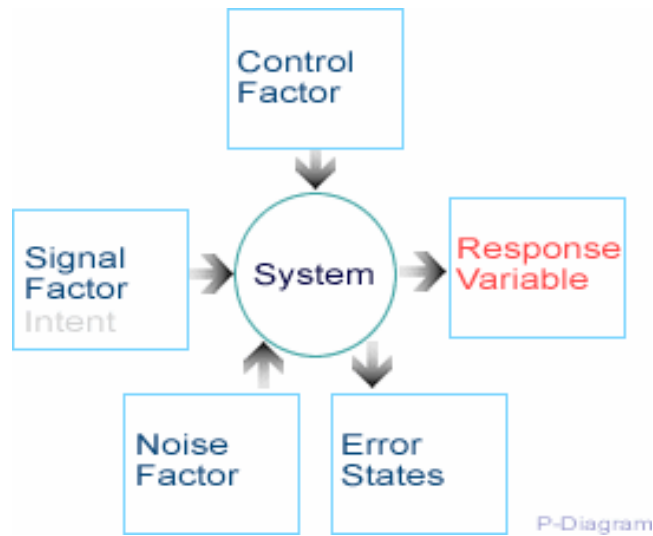 Control
Factor
Signal
Factor
Intent
System
Response
Variable
Noise
Factor
Error
States
P-Diagram